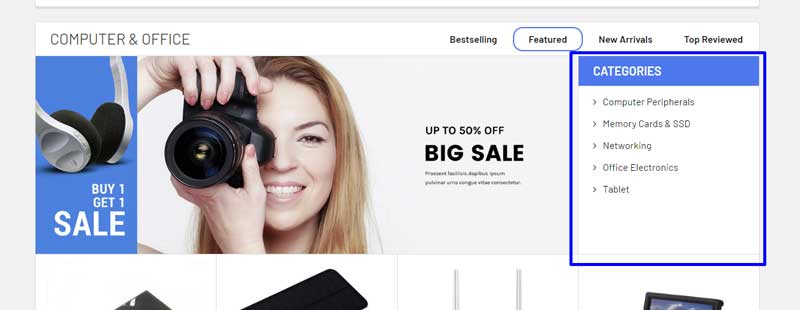 COMPUTER & OFFICE
Bestselling
Featured
New Arrivals
Top Reviewed
BUY 1
GET 1
SALE
UP TO 50% OFF
BIG SALE
Praesent facilisis dapibus ipsum
pulvinar urna congue vitae consectetur.
CATEGORIES
Computer Peripherals
Memory Cards & SSD
Networking
Office Electronics
Tablet